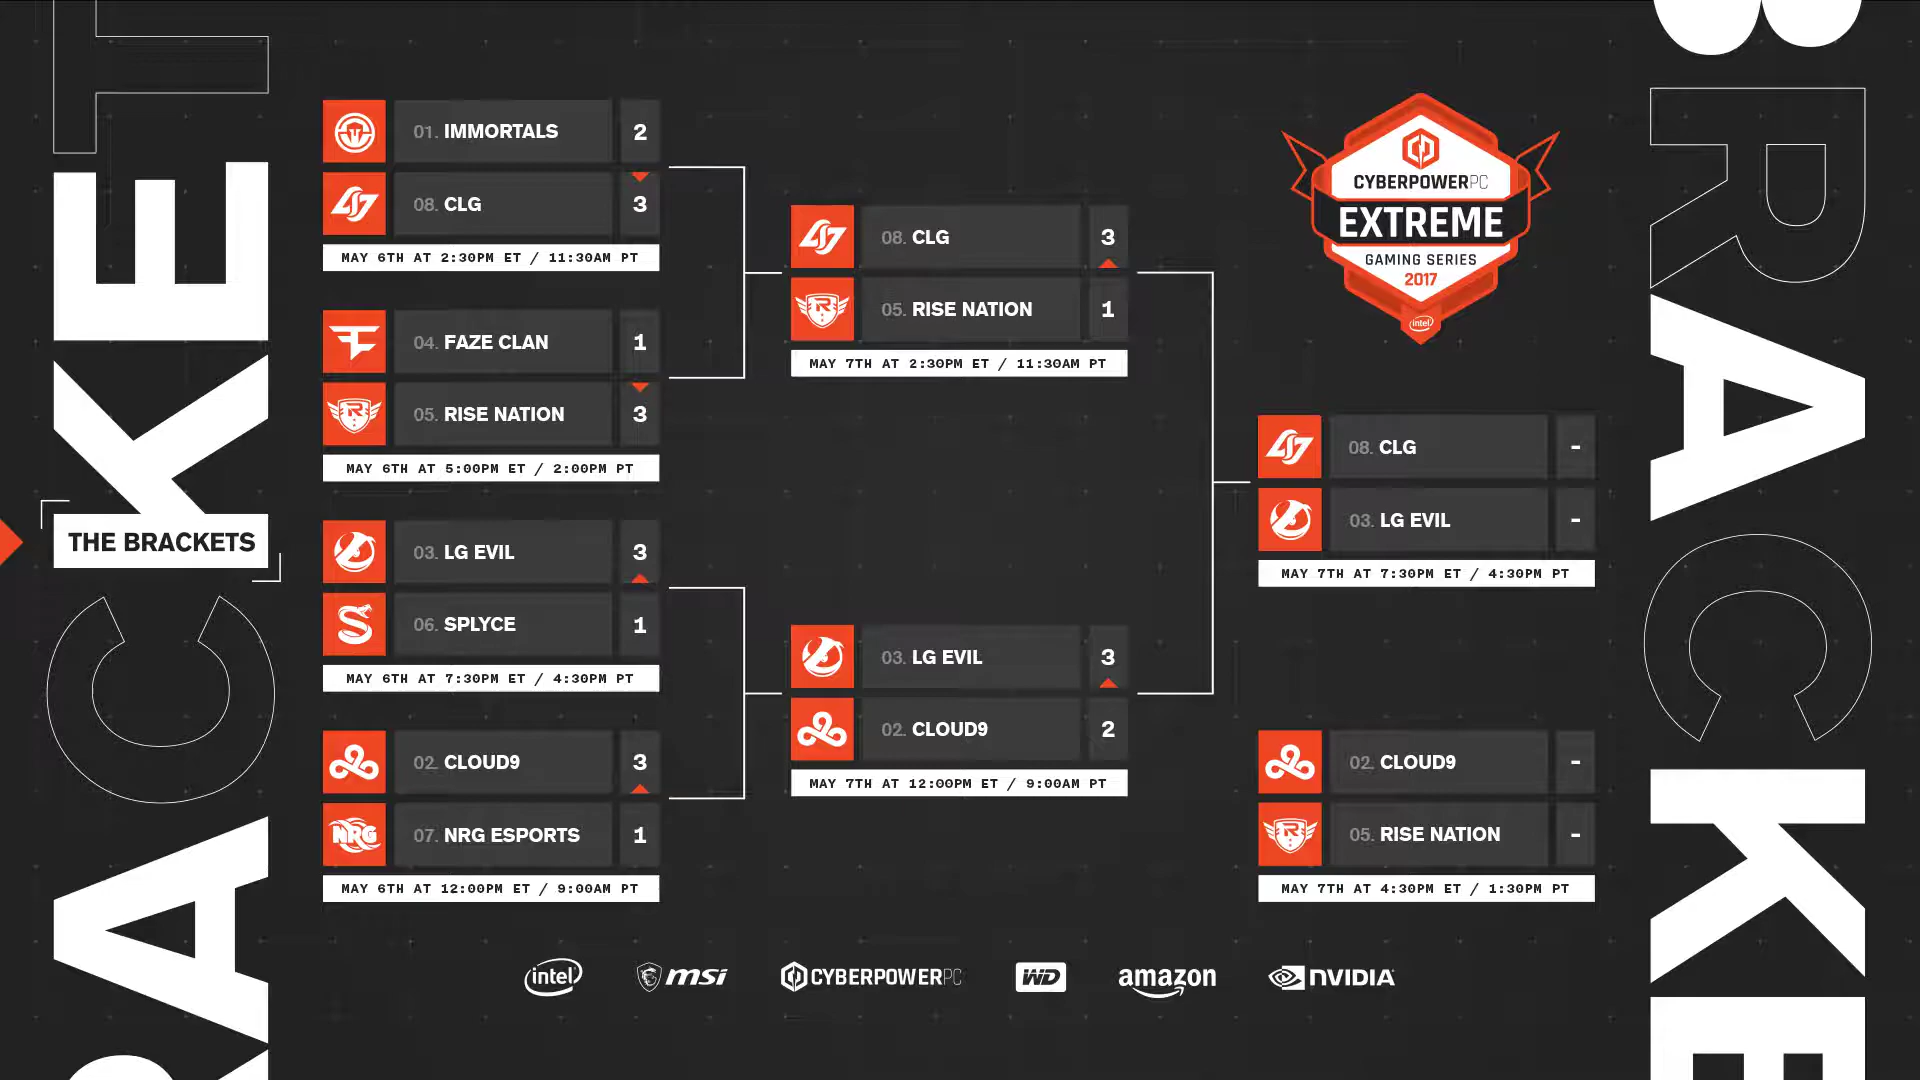 BRACKET
THE BRACKETS
01. IMMORTALS 2
08. CLG 3
MAY 6TH AT 2:30PM ET / 11:30AM PT
04. FAZE CLAN 1
05. RISE NATION 3
MAY 6TH AT 5:00PM ET / 2:00PM PT
03. LG EVIL 3
06. SPLYCE 1
MAY 6TH AT 7:30PM ET / 4:30PM PT
02. CLOUD9 3
NRG
07. NRG ESPORTS 1
MAY 6TH AT 12:00PM ET / 9:00AM PT
08. CLG 3
05. RISE NATION 1
MAY 7TH AT 2:30PM ET / 11:30AM PT
03. LG EVIL 3
02. CLOUD9 2
MAY 7TH AT 12:00PM ET / 9:00AM PT
CYBERPOWERPC
EXTREME
GAMING SERIES
2017
intel
08. CLG -
03. LG EVIL -
MAY 7TH AT 7:30PM ET / 4:30PM PT
02. CLOUD9 -
05. RISE NATION -
MAY 7TH AT 4:30PM ET / 1:30PM PT
intel msi CYBERPOWERPC WD amazon NVIDIA
BRACKE